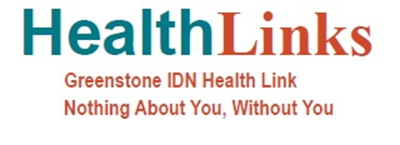 HealthLinks
Greenstone IDN Health Link
Nothing About You, Without You